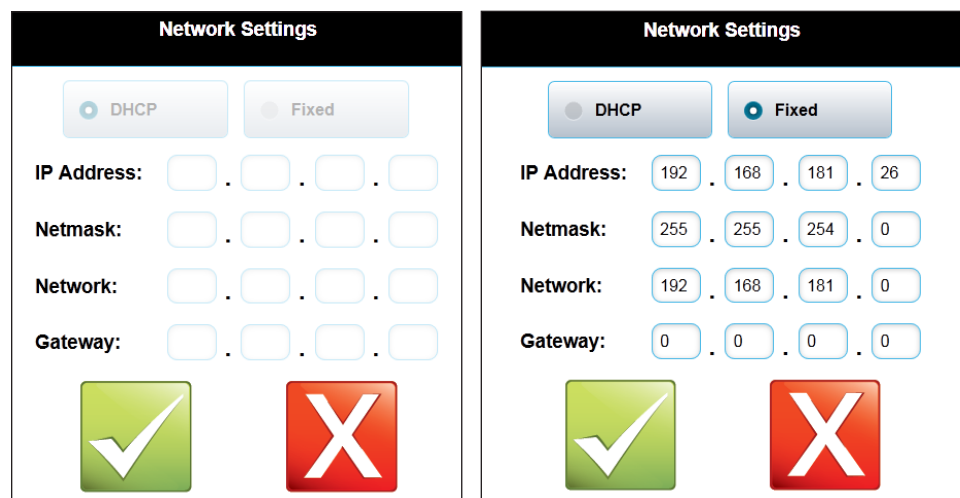 Network Settings
DHCP Fixed
IP Address: . . .
Netmask: . . .
Network: . . .
Gateway: . . .
X
Network Settings
DHCP Fixed
IP Address: 192 . 168 . 181 . 26
Netmask: 255 . 255 . 254 . 0
Network: 192 . 168 . 181 . 0
Gateway: 0 . 0 . 0 . 0
X